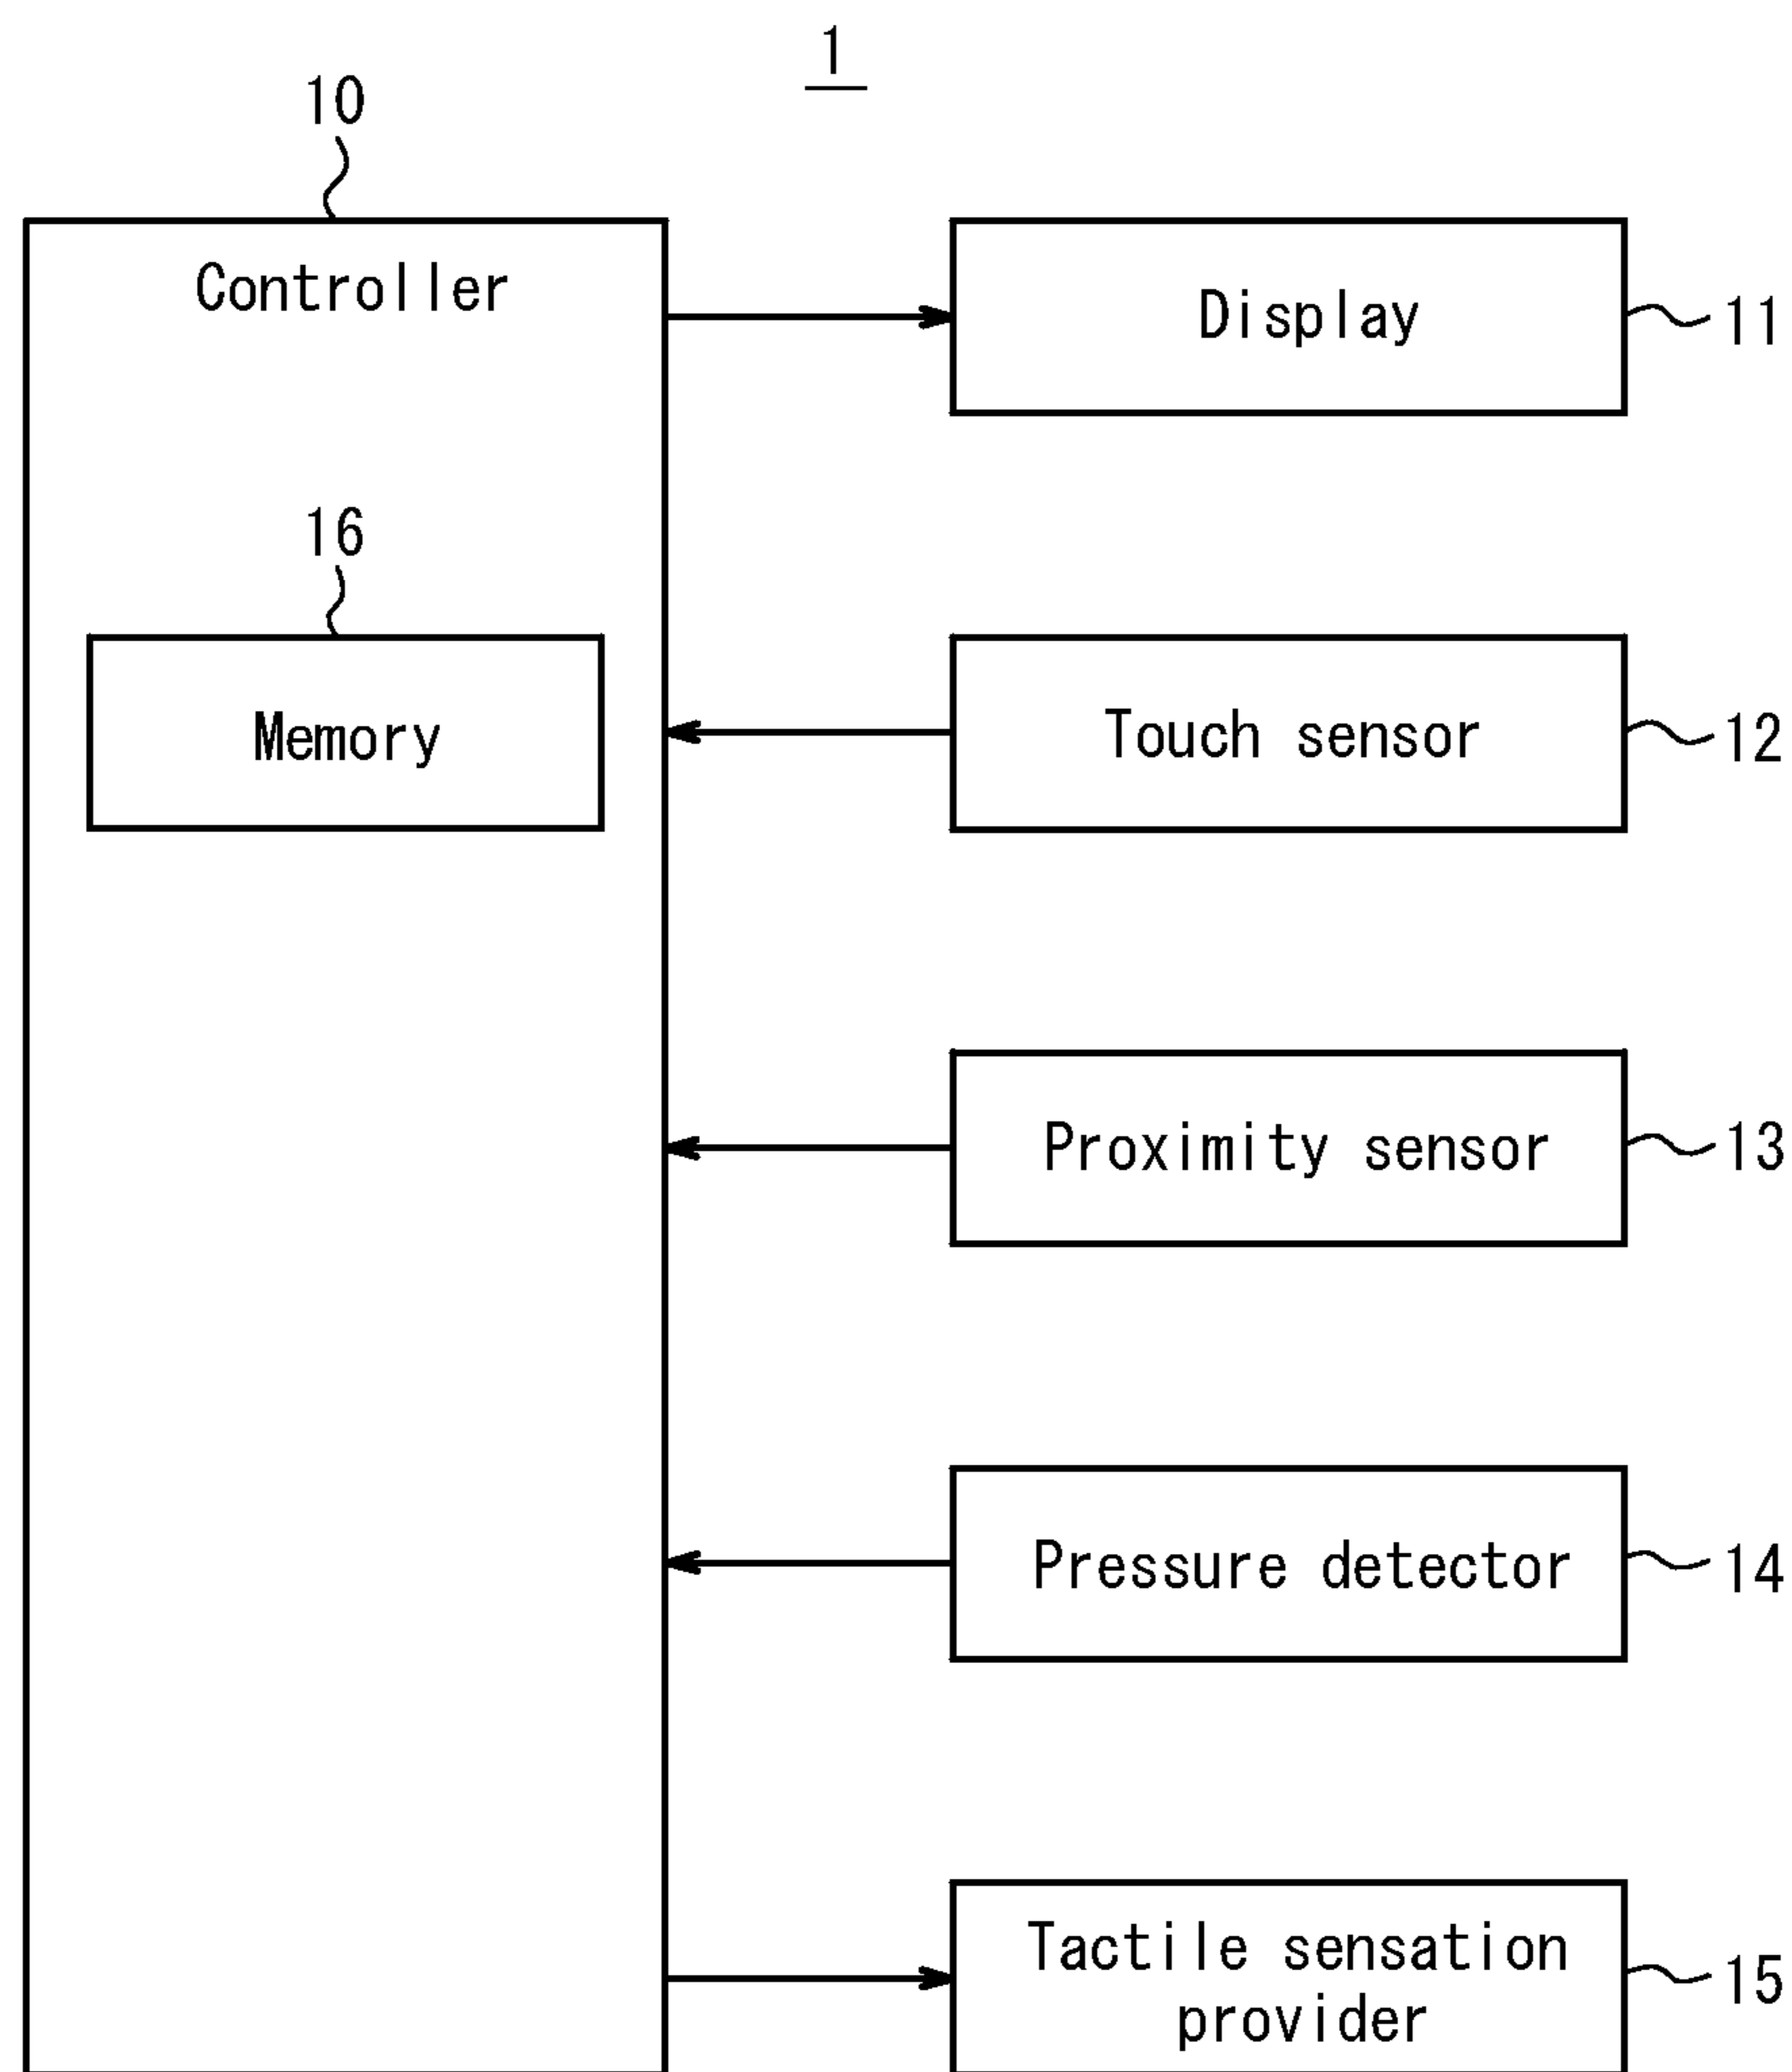 1
10
Controller
Display
11
16
Memory
Touch sensor
12
Proximity sensor
13
Pressure detector
14
Tactile sensation
provider
15